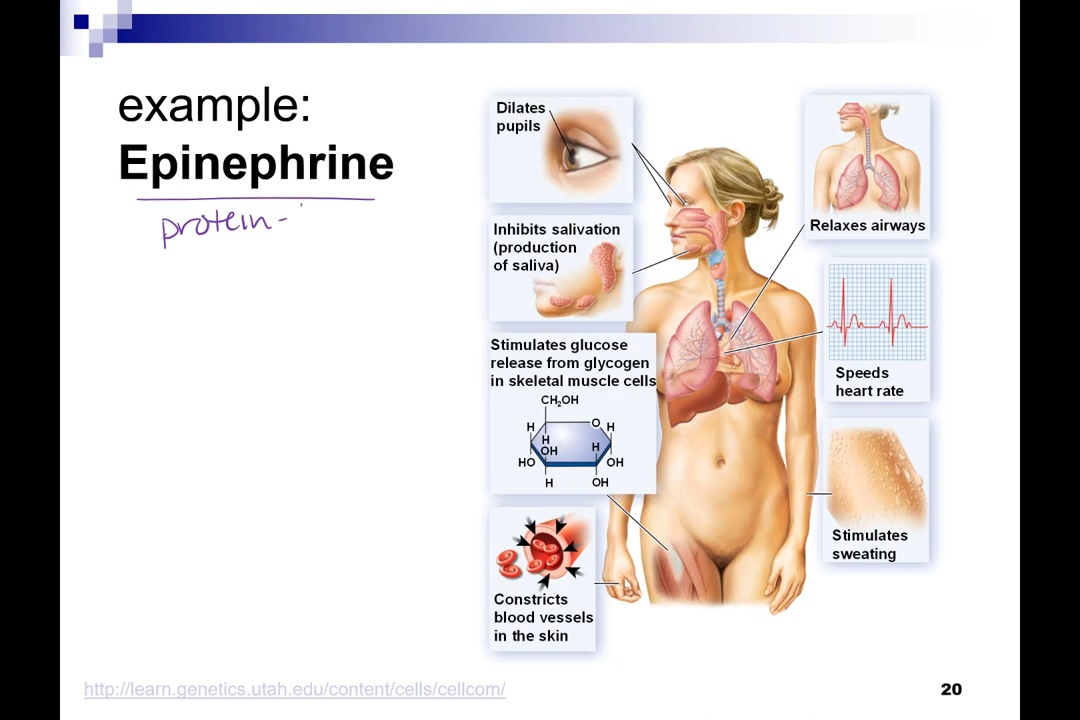 example:
Epinephrine
protein-
Dilates
pupils
Inhibits salivation
(production
of saliva)
Stimulates glucose
release from glycogen
in skeletal muscle cells
CH₂OH
O
H
H
H
OH
H
HO
OH
H
OH
Constricts
blood vessels
in the skin
Relaxes airways
Speeds
heart rate
Stimulates
sweating
http://learn.genetics.utah.edu/content/cells/cellcom/
20